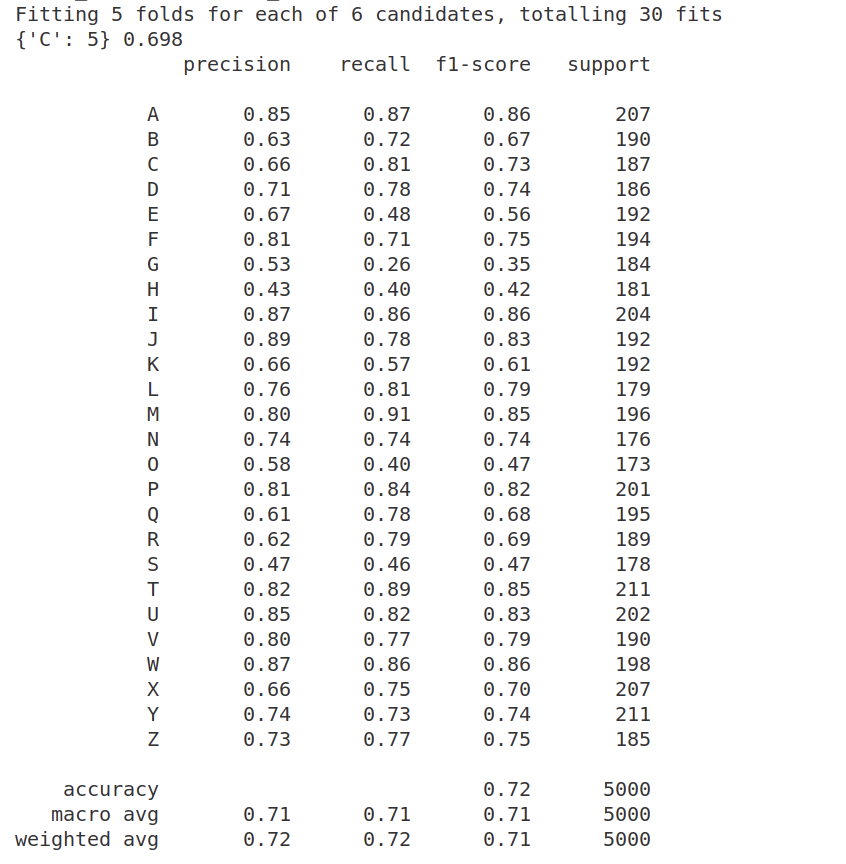 Fitting 5 folds for each of 6 candidates, totalling 30 fits
{'C': 5} 0.698
precision recall f1-score support
A 0.85 0.87 0.86 207
B 0.63 0.72 0.67 190
C 0.66 0.81 0.73 187
D 0.71 0.78 0.74 186
E 0.67 0.48 0.56 192
F 0.81 0.71 0.75 194
G 0.53 0.26 0.35 184
H 0.43 0.40 0.42 181
I 0.87 0.86 0.86 204
J 0.89 0.78 0.83 192
K 0.66 0.57 0.61 192
L 0.76 0.81 0.79 179
M 0.80 0.91 0.85 196
N 0.74 0.74 0.74 176
O 0.58 0.40 0.47 173
P 0.81 0.84 0.82 201
Q 0.61 0.78 0.68 195
R 0.62 0.79 0.69 189
S 0.47 0.46 0.47 178
T 0.82 0.89 0.85 211
U 0.85 0.82 0.83 202
V 0.80 0.77 0.79 190
W 0.87 0.86 0.86 198
X 0.66 0.75 0.70 207
Y 0.74 0.73 0.74 211
Z 0.73 0.77 0.75 185
accuracy 0.72 5000
macro avg 0.71 0.71 0.71 5000
weighted avg 0.72 0.72 0.71 5000